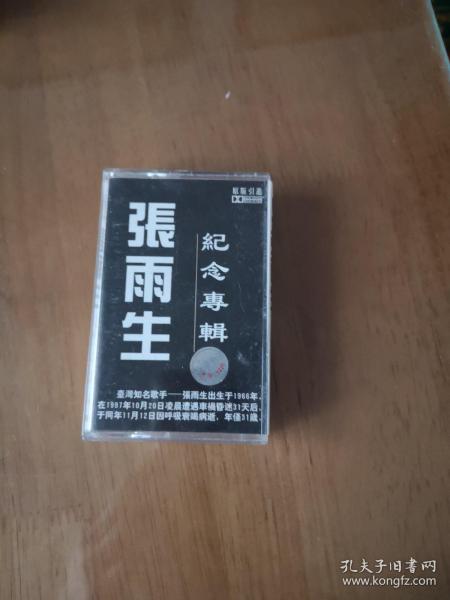 原版引進
張雨生
紀念專輯
臺灣知名歌手——張雨生出生于1966年、
在1997年10月20日凌晨遭遇車禍昏迷31天后、
于同年11月12日因呼吸衰竭病逝、年僅31歲、
孔夫子旧书网
www.kongfz.com